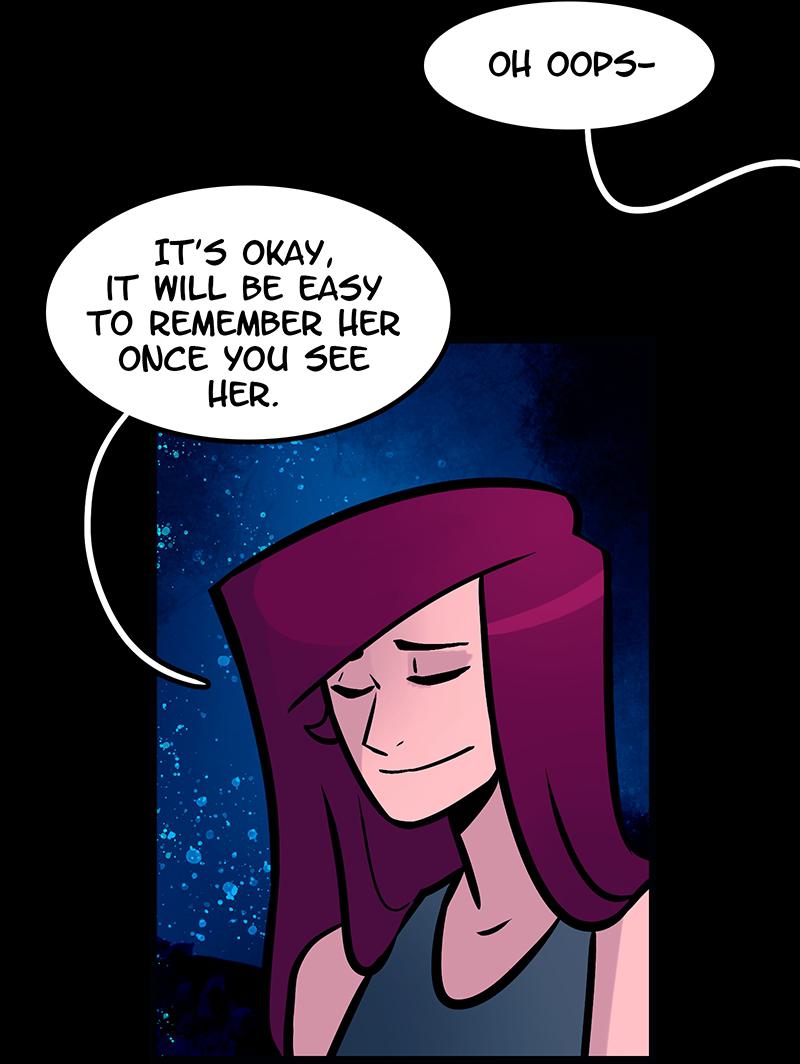 OH OOPS-
IT'S OKAY,
IT WILL BE EASY
TO REMEMBER HER
ONCE YOU SEE
HER.